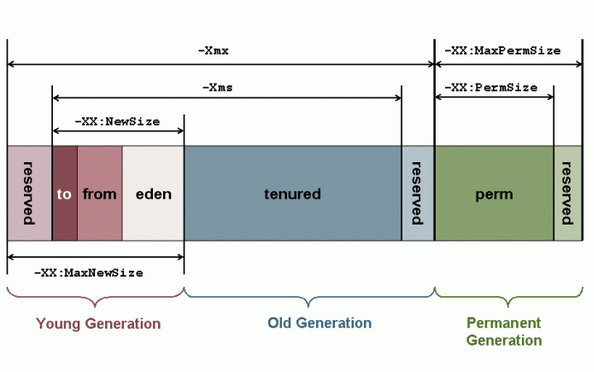 -Xmx
-XX:MaxPermSize
-Xms
-XX:PermSize
-XX:NewSize
reserved
to
from
eden
tenured
reserved
perm
reserved
-XX:MaxNewSize
Young Generation
Old Generation
Permanent
Generation